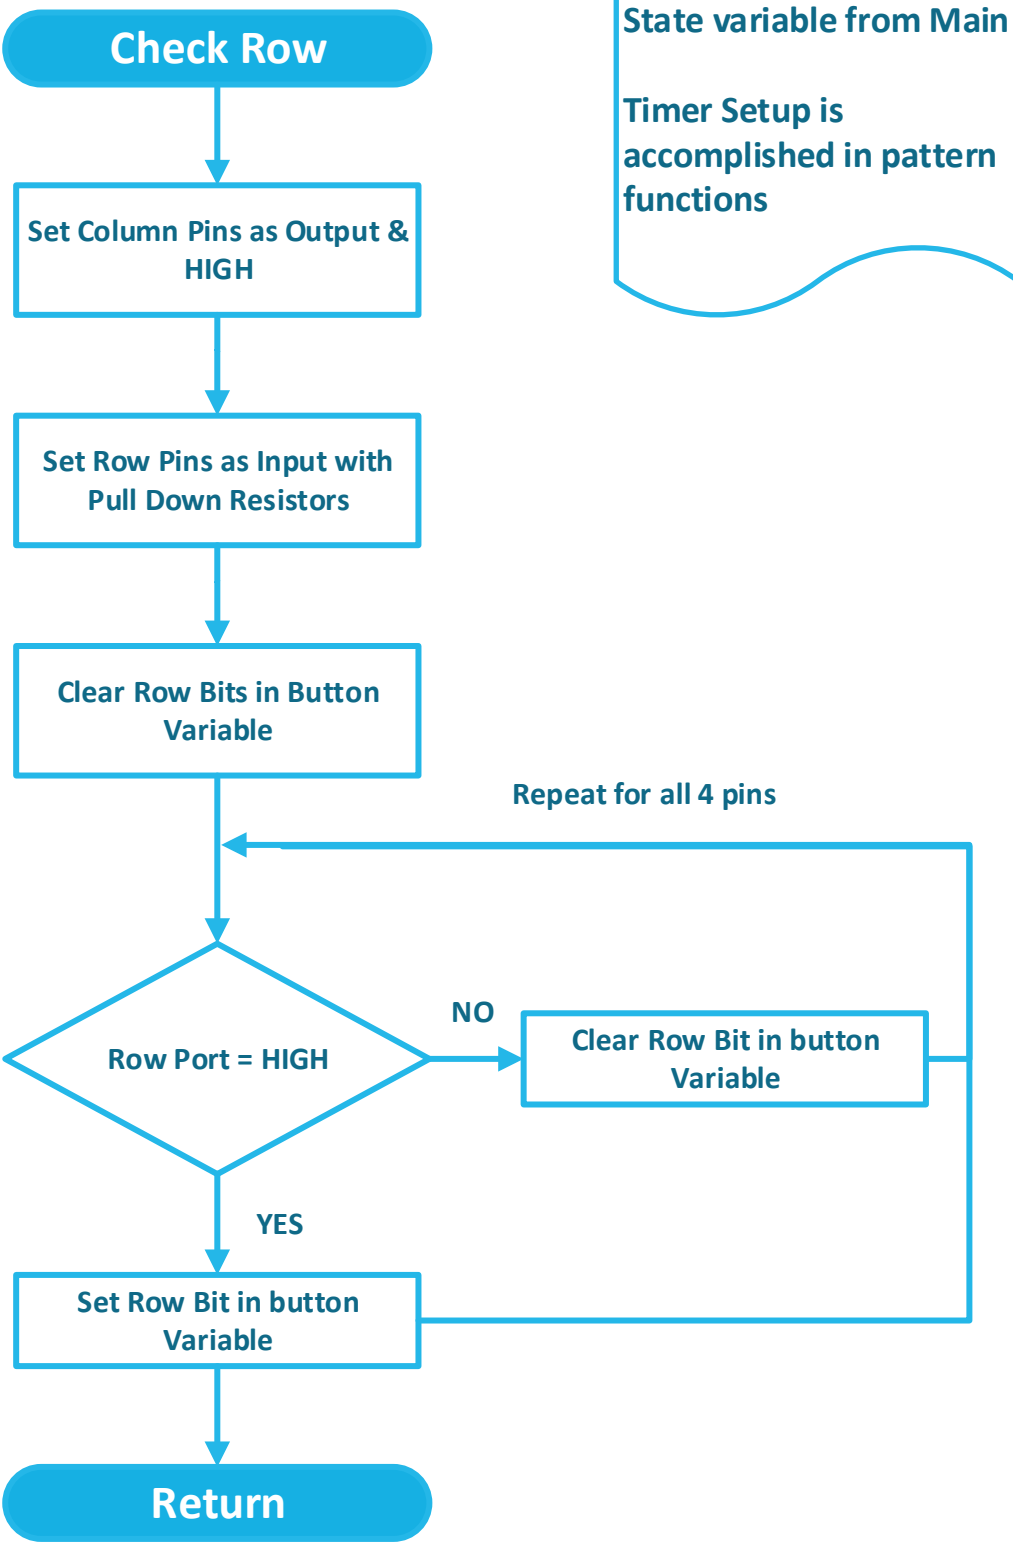 Check Row
Set Column Pins as Output &
HIGH
Set Row Pins as Input with
Pull Down Resistors
Clear Row Bits in Button
Variable
Repeat for all 4 pins
Row Port = HIGH
NO
Clear Row Bit in button
Variable
YES
Set Row Bit in button
Variable
Return
State variable from Main
Timer Setup is
accomplished in pattern
functions